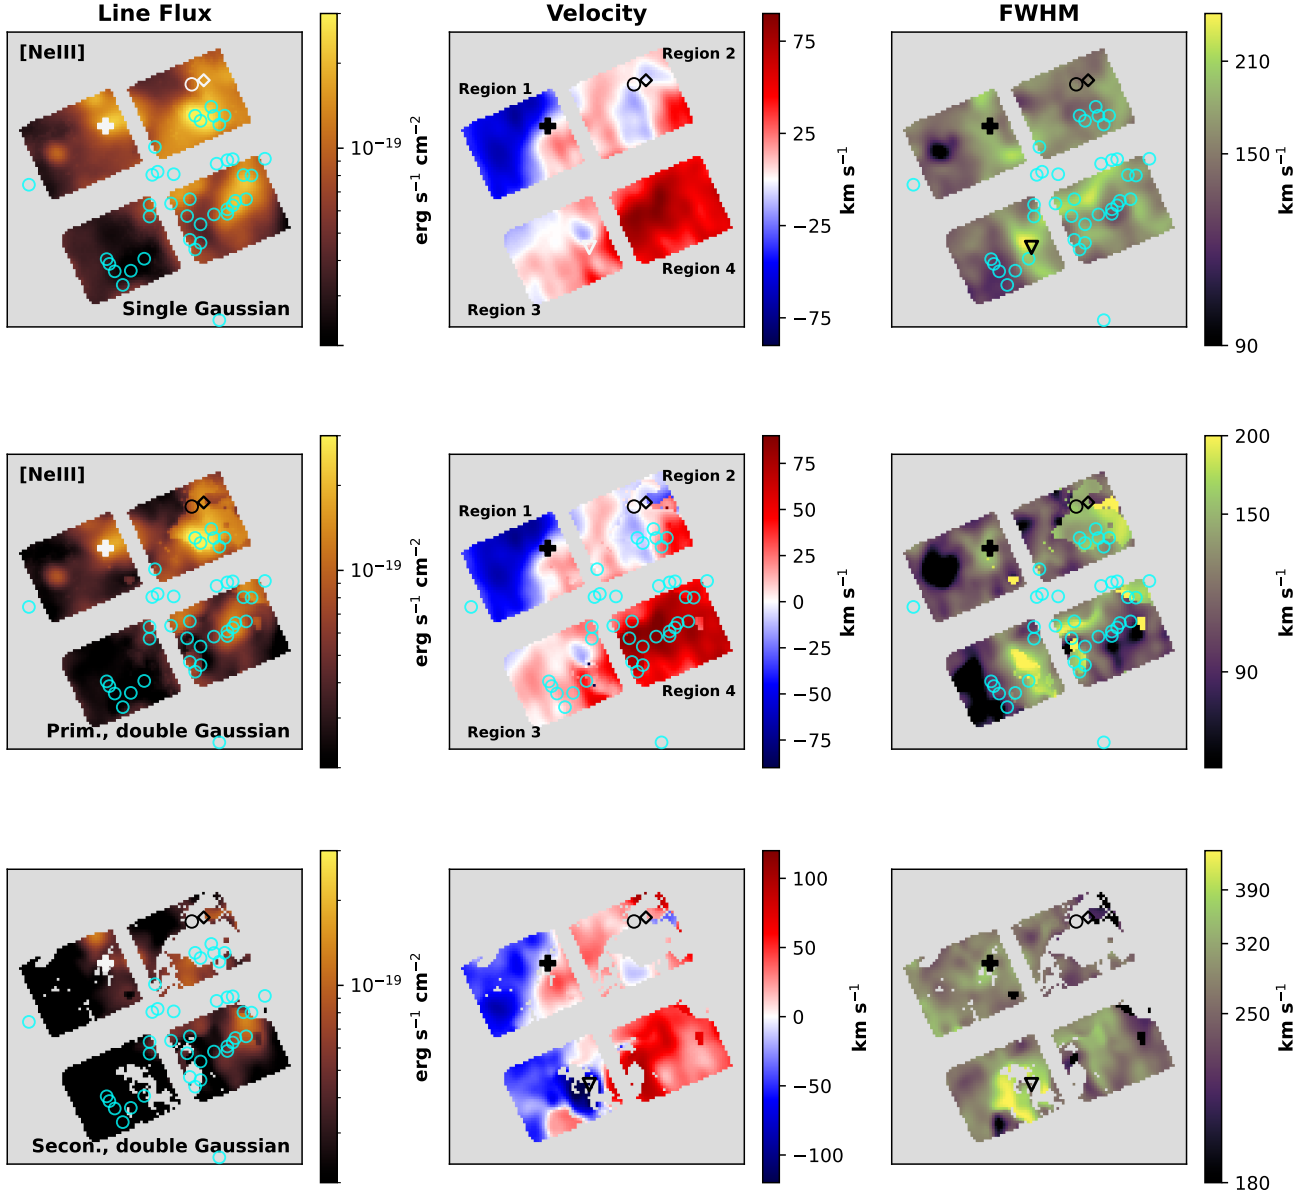 Line Flux
Velocity
FWHM
[NeIII]
Single Gaussian
10⁻¹⁹
erg s⁻¹ cm⁻²
Region 1
Region 2
Region 3
Region 4
75
25
−25
−75
km s⁻¹
210
150
90
km s⁻¹
[NeIII]
Prim., double Gaussian
10⁻¹⁹
erg s⁻¹ cm⁻²
Region 1
Region 2
Region 3
Region 4
75
50
25
0
−25
−50
−75
km s⁻¹
200
150
90
km s⁻¹
Secon., double Gaussian
10⁻¹⁹
erg s⁻¹ cm⁻²
100
50
0
−50
−100
km s⁻¹
390
320
250
180
km s⁻¹